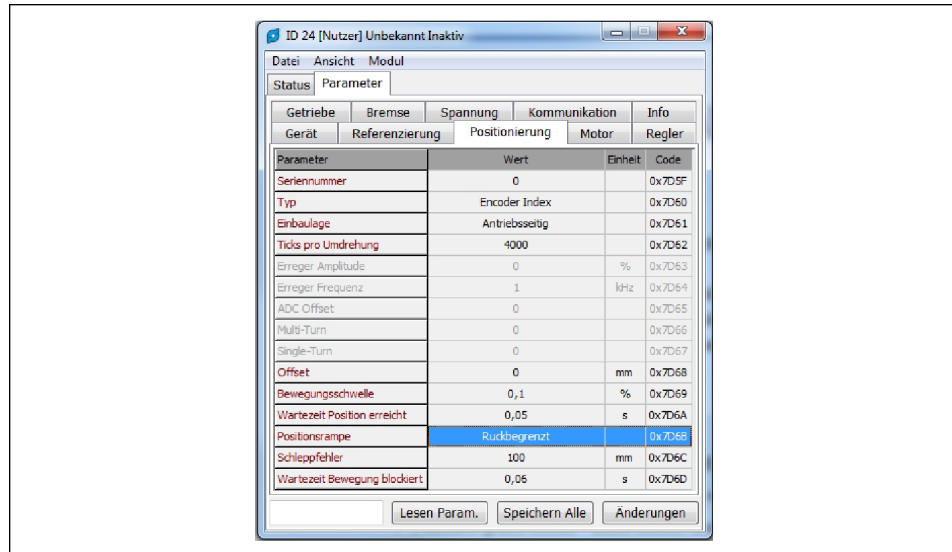 ID 24 [Nutzer] Unbekannt Inaktiv
Datei Ansicht Modul
Status Parameter
Getriebe Bremse Spannung Kommunikation Info
Gerät Referenzierung Positionierung Motor Regler
Parameter Wert Einheit Code
Seriennummer 0 0x7D5F
Typ Encoder Index 0x7D60
Einbaulage Antriebsseitig 0x7D61
Ticks pro Umdrehung 4000 0x7D62
Erreger Amplitude 0 % 0x7D63
Erreger Frequenz 1 kHz 0x7D64
ADC Offset 0 0x7D65
Multi-Turn 0 0x7D66
Single-Turn 0 0x7D67
Offset 0 mm 0x7D68
Bewegungsschwelle 0,1 % 0x7D69
Wartezeit Position erreicht 0,05 s 0x7D6A
Positionsrampe Ruckbegrenzt 0x7D6B
Schleppfehler 100 mm 0x7D6C
Wartezeit Bewegung blockiert 0,06 s 0x7D6D
Lesen Param. Speichern Alle Änderungen